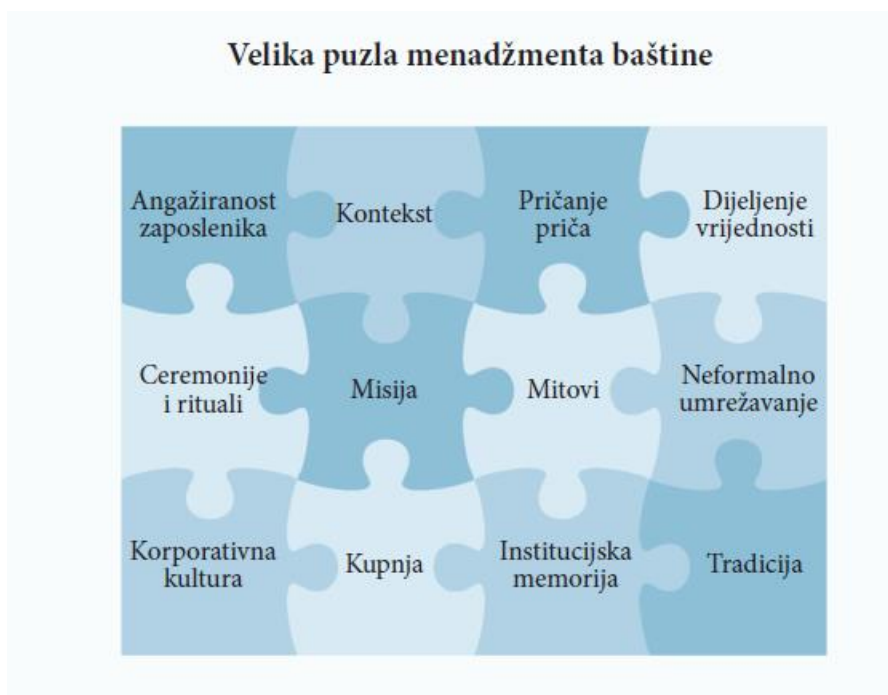 Velika puzla menadžmenta baštine
Angažiranost
zaposlenika
Kontekst
Pričanje
priča
Dijeljenje
vrijednosti
Ceremonije
i rituali
Misija
Mitovi
Neformalno
umrežavanje
Korporativna
kultura
Kupnja
Institucijska
memorija
Tradicija